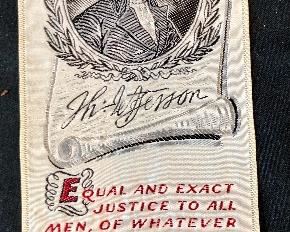 Th. Jefferson
EQUAL AND EXACT
JUSTICE TO ALL
MEN, OF WHATEVER